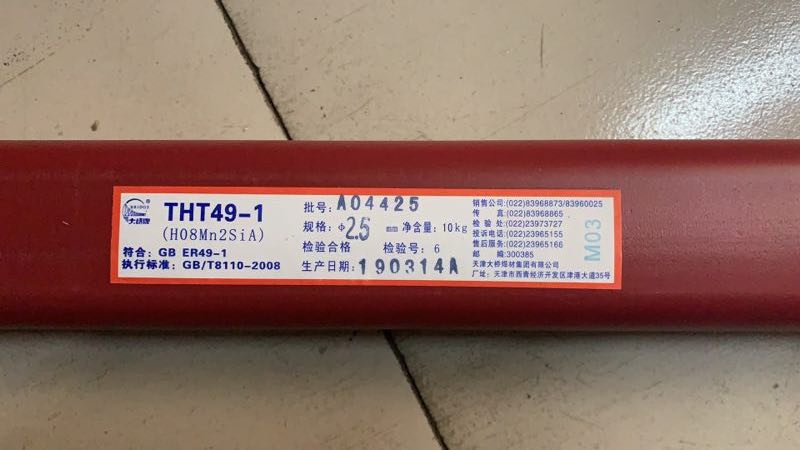 BRIDGE
大桥牌
THT49-1
(H08Mn2SiA)
符合: GB ER49-1
执行标准: GB/T8110-2008
批号: A04425
规格: Φ2.5 mm 净含量: 10kg
检验合格 检验号: 6
生产日期: 190314A
销售公司:(022)83968873/83960025
传 真:(022)83968865
检 验 处:(022)23973727
投诉电话:(022)23965155
售后服务:(022)23965166
邮 编:300385
天津大桥焊材集团有限公司
厂址: 天津市西青经济开发区津港大道35号
M03